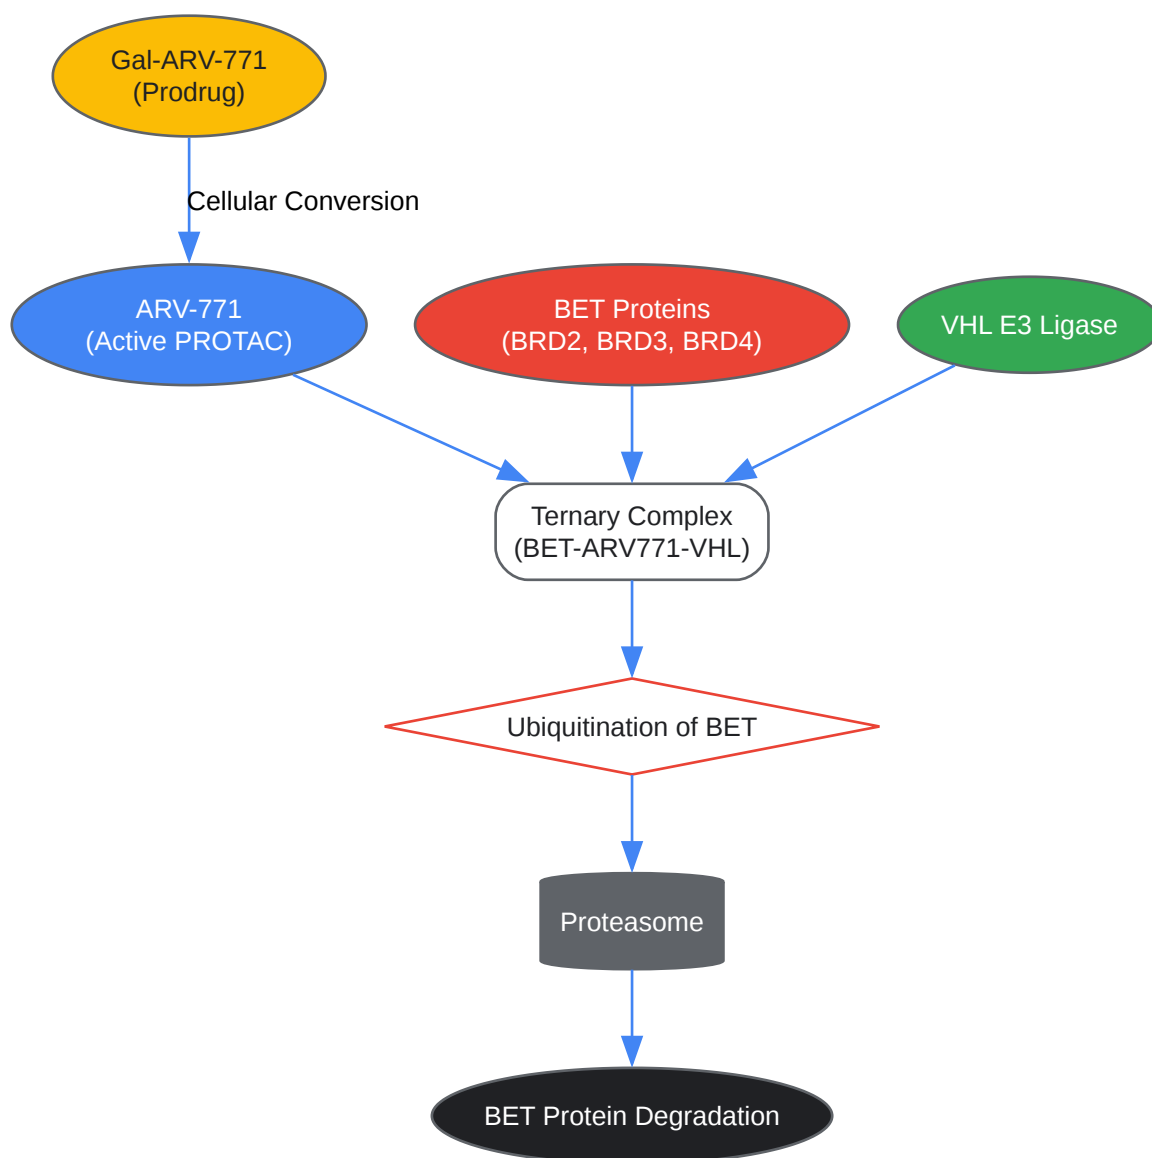 Gal-ARV-771
(Prodrug)
Cellular Conversion
ARV-771
(Active PROTAC)
BET Proteins
(BRD2, BRD3, BRD4)
VHL E3 Ligase
Ternary Complex
(BET-ARV771-VHL)
Ubiquitination of BET
Proteasome
BET Protein Degradation